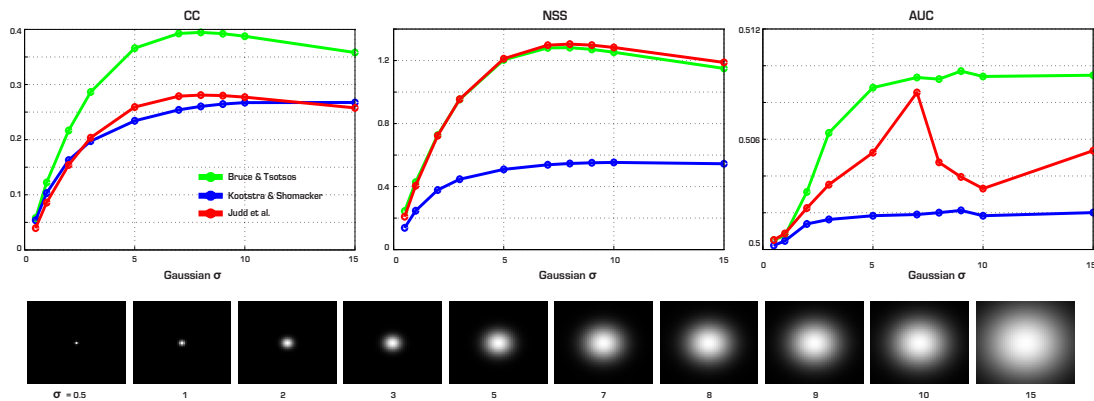 CC
NSS
AUC
0.4
0.3
0.2
0.1
0
Bruce & Tsotsos
Kootstra & Shomacker
Judd et al.
0 5 10 15
Gaussian σ
1.2
0.8
0.4
0
0 5 10 15
Gaussian σ
0.512
0.508
0.5
0 5 10 15
Gaussian σ
σ = 0.5 1 2 3 5 7 8 9 10 15